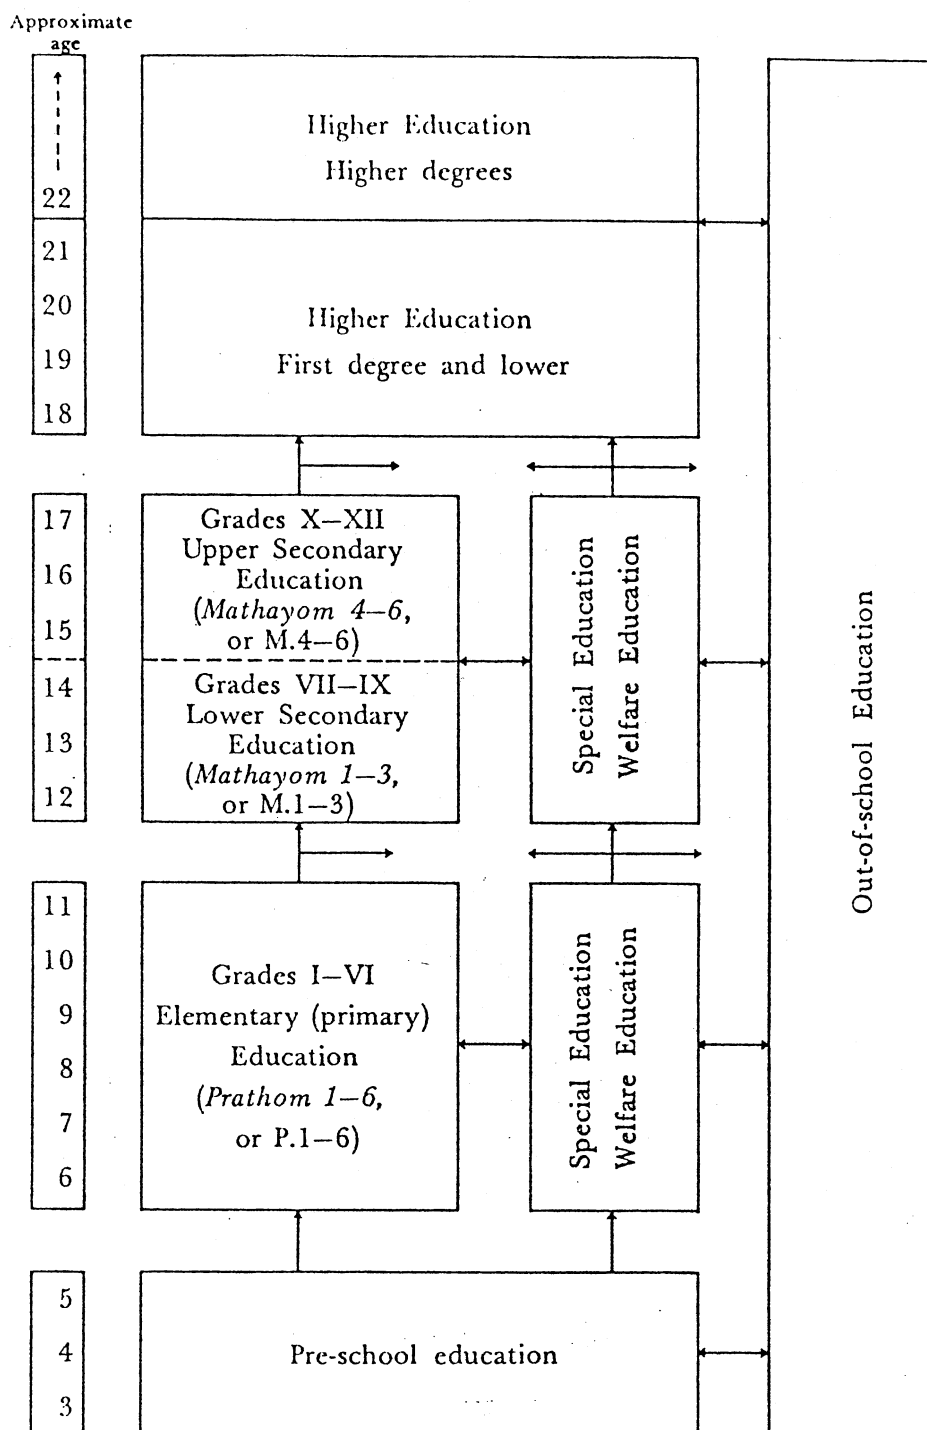 Approximate
age
22
Higher Education
Higher degrees
21
20
19
18
Higher Education
First degree and lower
17
16
15
Grades X—XII
Upper Secondary
Education
(Mathayom 4—6,
or M.4—6)
14
13
12
Grades VII—IX
Lower Secondary
Education
(Mathayom 1—3,
or M.1—3)
Special Education
Welfare Education
Out-of-school Education
11
10
9
8
7
6
Grades I—VI
Elementary (primary)
Education
(Prathom 1—6,
or P.1—6)
Special Education
Welfare Education
5
4
3
Pre-school education